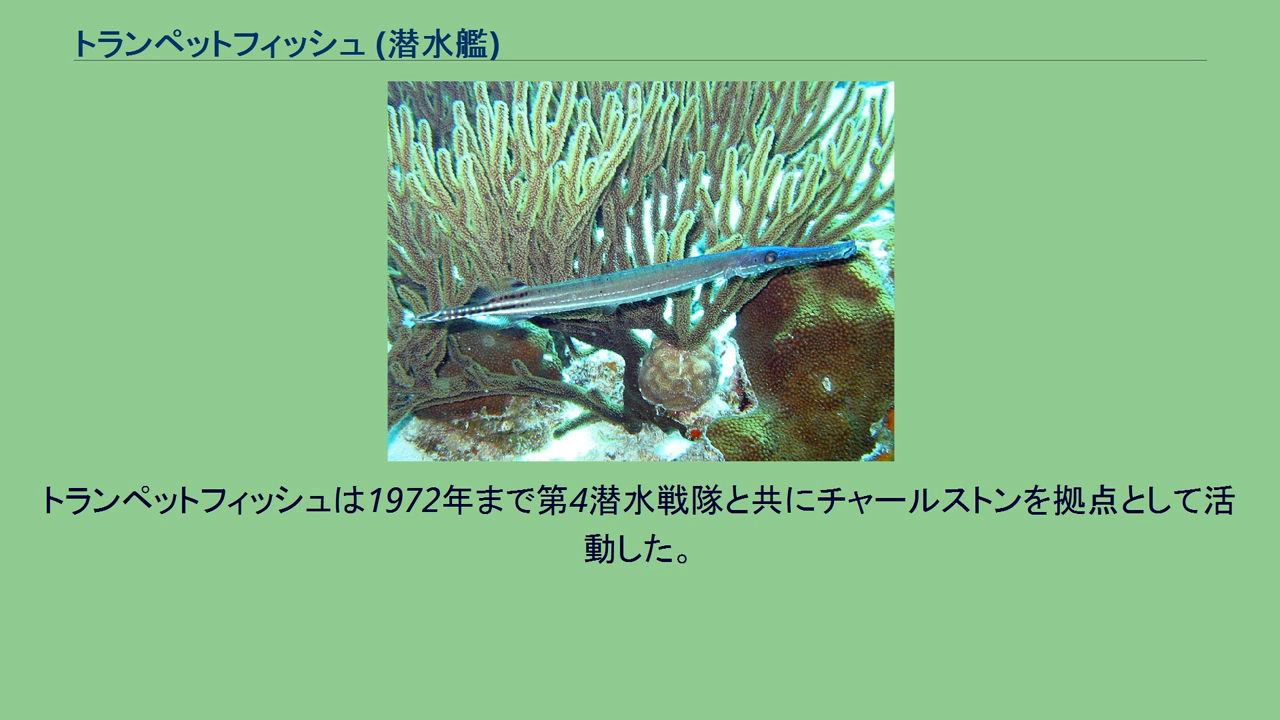 トランペットフィッシュ (潜水艦)
トランペットフィッシュは1972年まで第4潜水戦隊と共にチャールストンを拠点として活
動した。